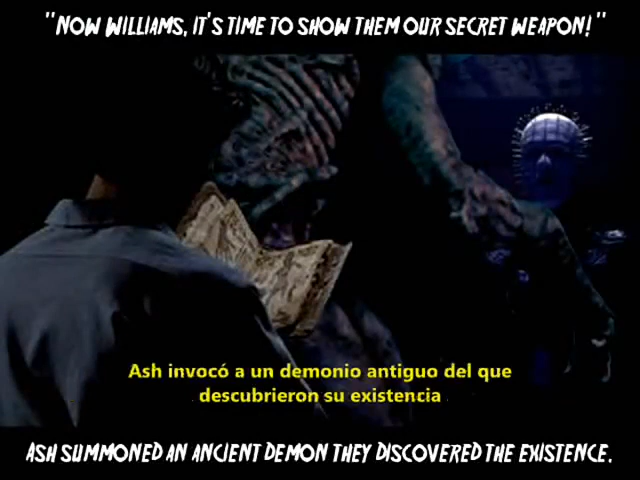 "NOW WILLIAMS, IT'S TIME TO SHOW THEM OUR SECRET WEAPON!"
Ash invocó a un demonio antiguo del que
descubrieron su existencia
ASH SUMMONED AN ANCIENT DEMON THEY DISCOVERED THE EXISTENCE.